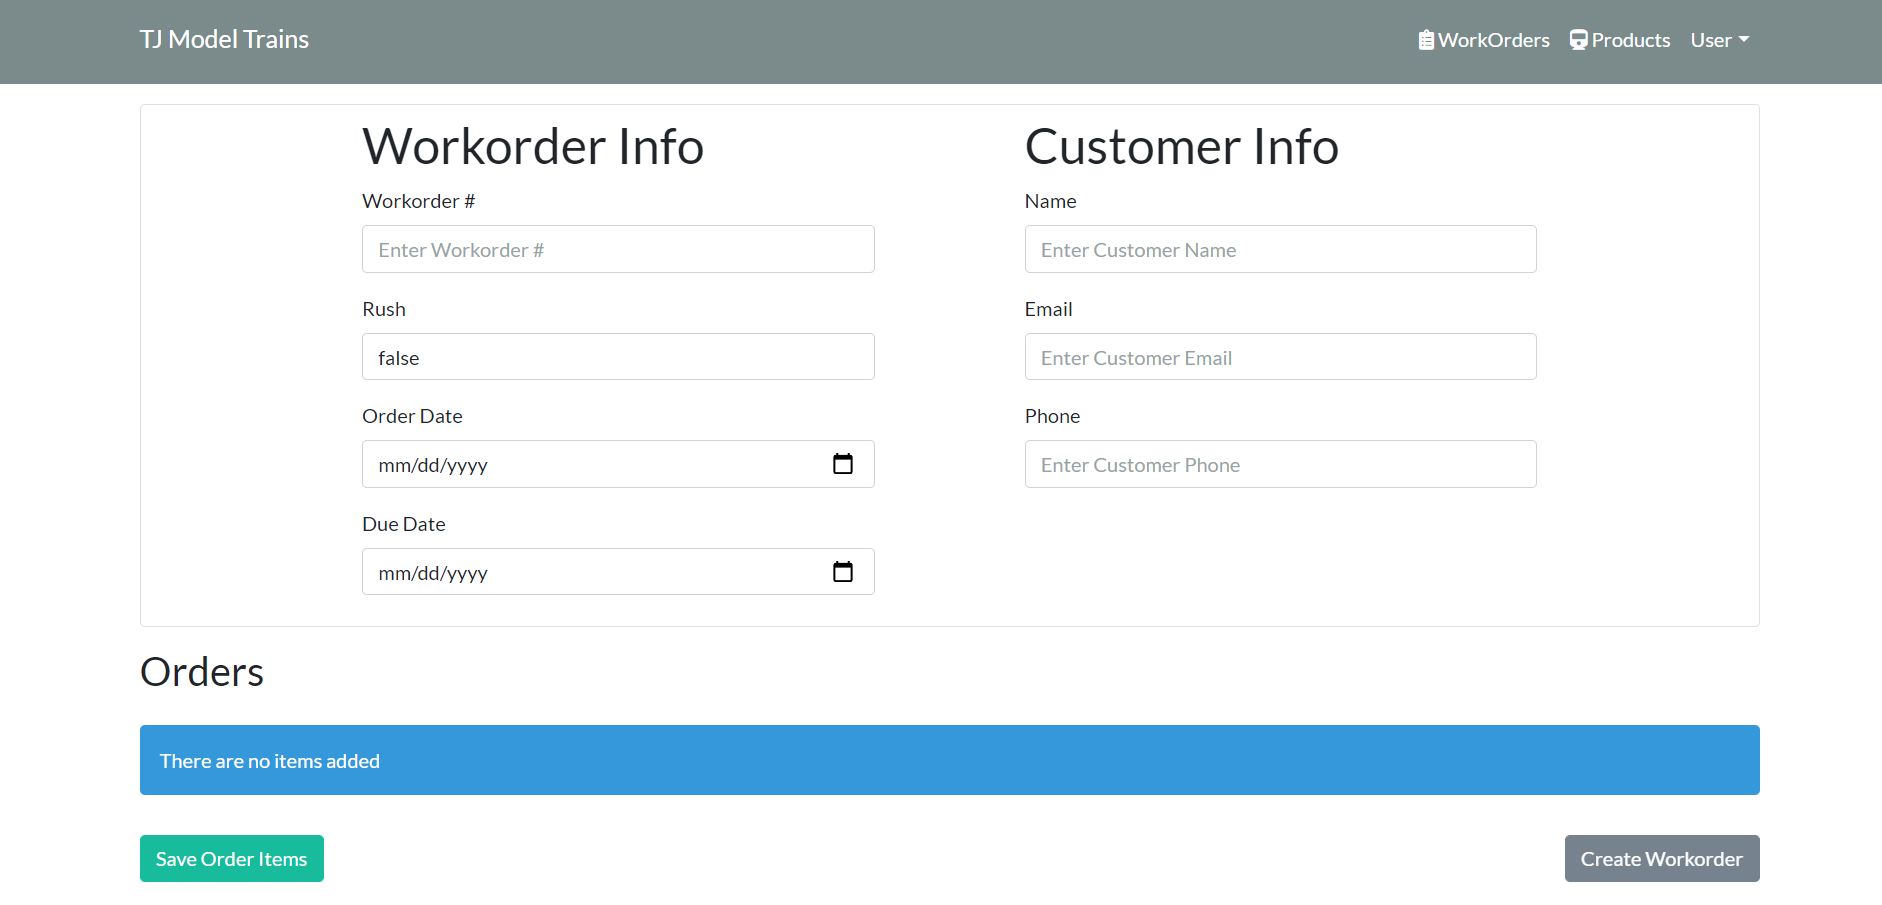 TJ Model Trains
WorkOrders
Products
User
Workorder Info
Workorder #
Enter Workorder #
Rush
false
Order Date
mm/dd/yyyy
Due Date
mm/dd/yyyy
Customer Info
Name
Enter Customer Name
Email
Enter Customer Email
Phone
Enter Customer Phone
Orders
There are no items added
Save Order Items
Create Workorder